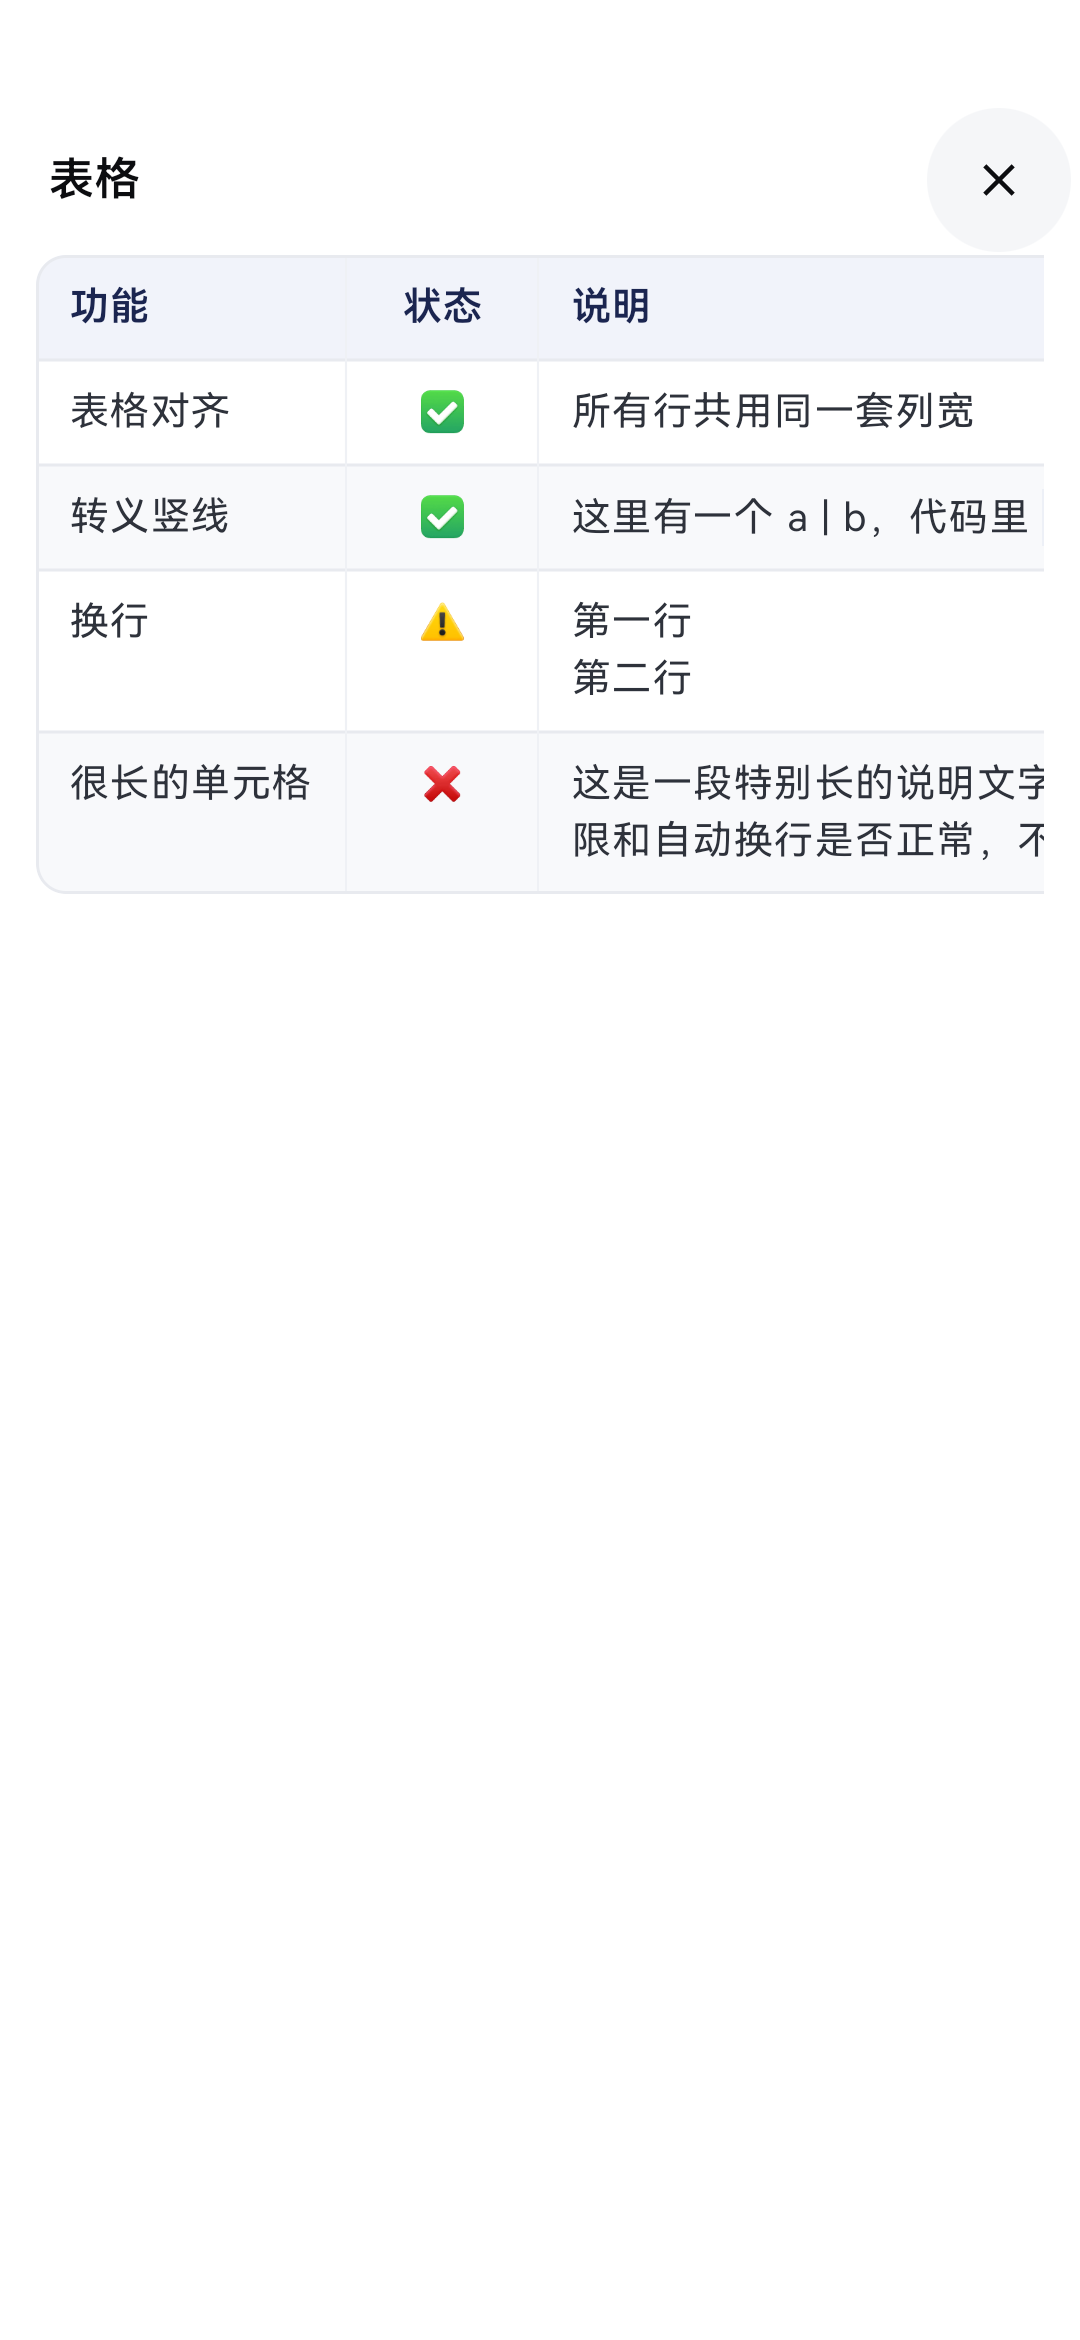 表格
功能 状态 说明
表格对齐 ✅ 所有行共用同一套列宽
转义竖线 ✅ 这里有一个 a | b，代码里
换行 ⚠️ 第一行
第二行
很长的单元格 ❌ 这是一段特别长的说明文字
限和自动换行是否正常，不